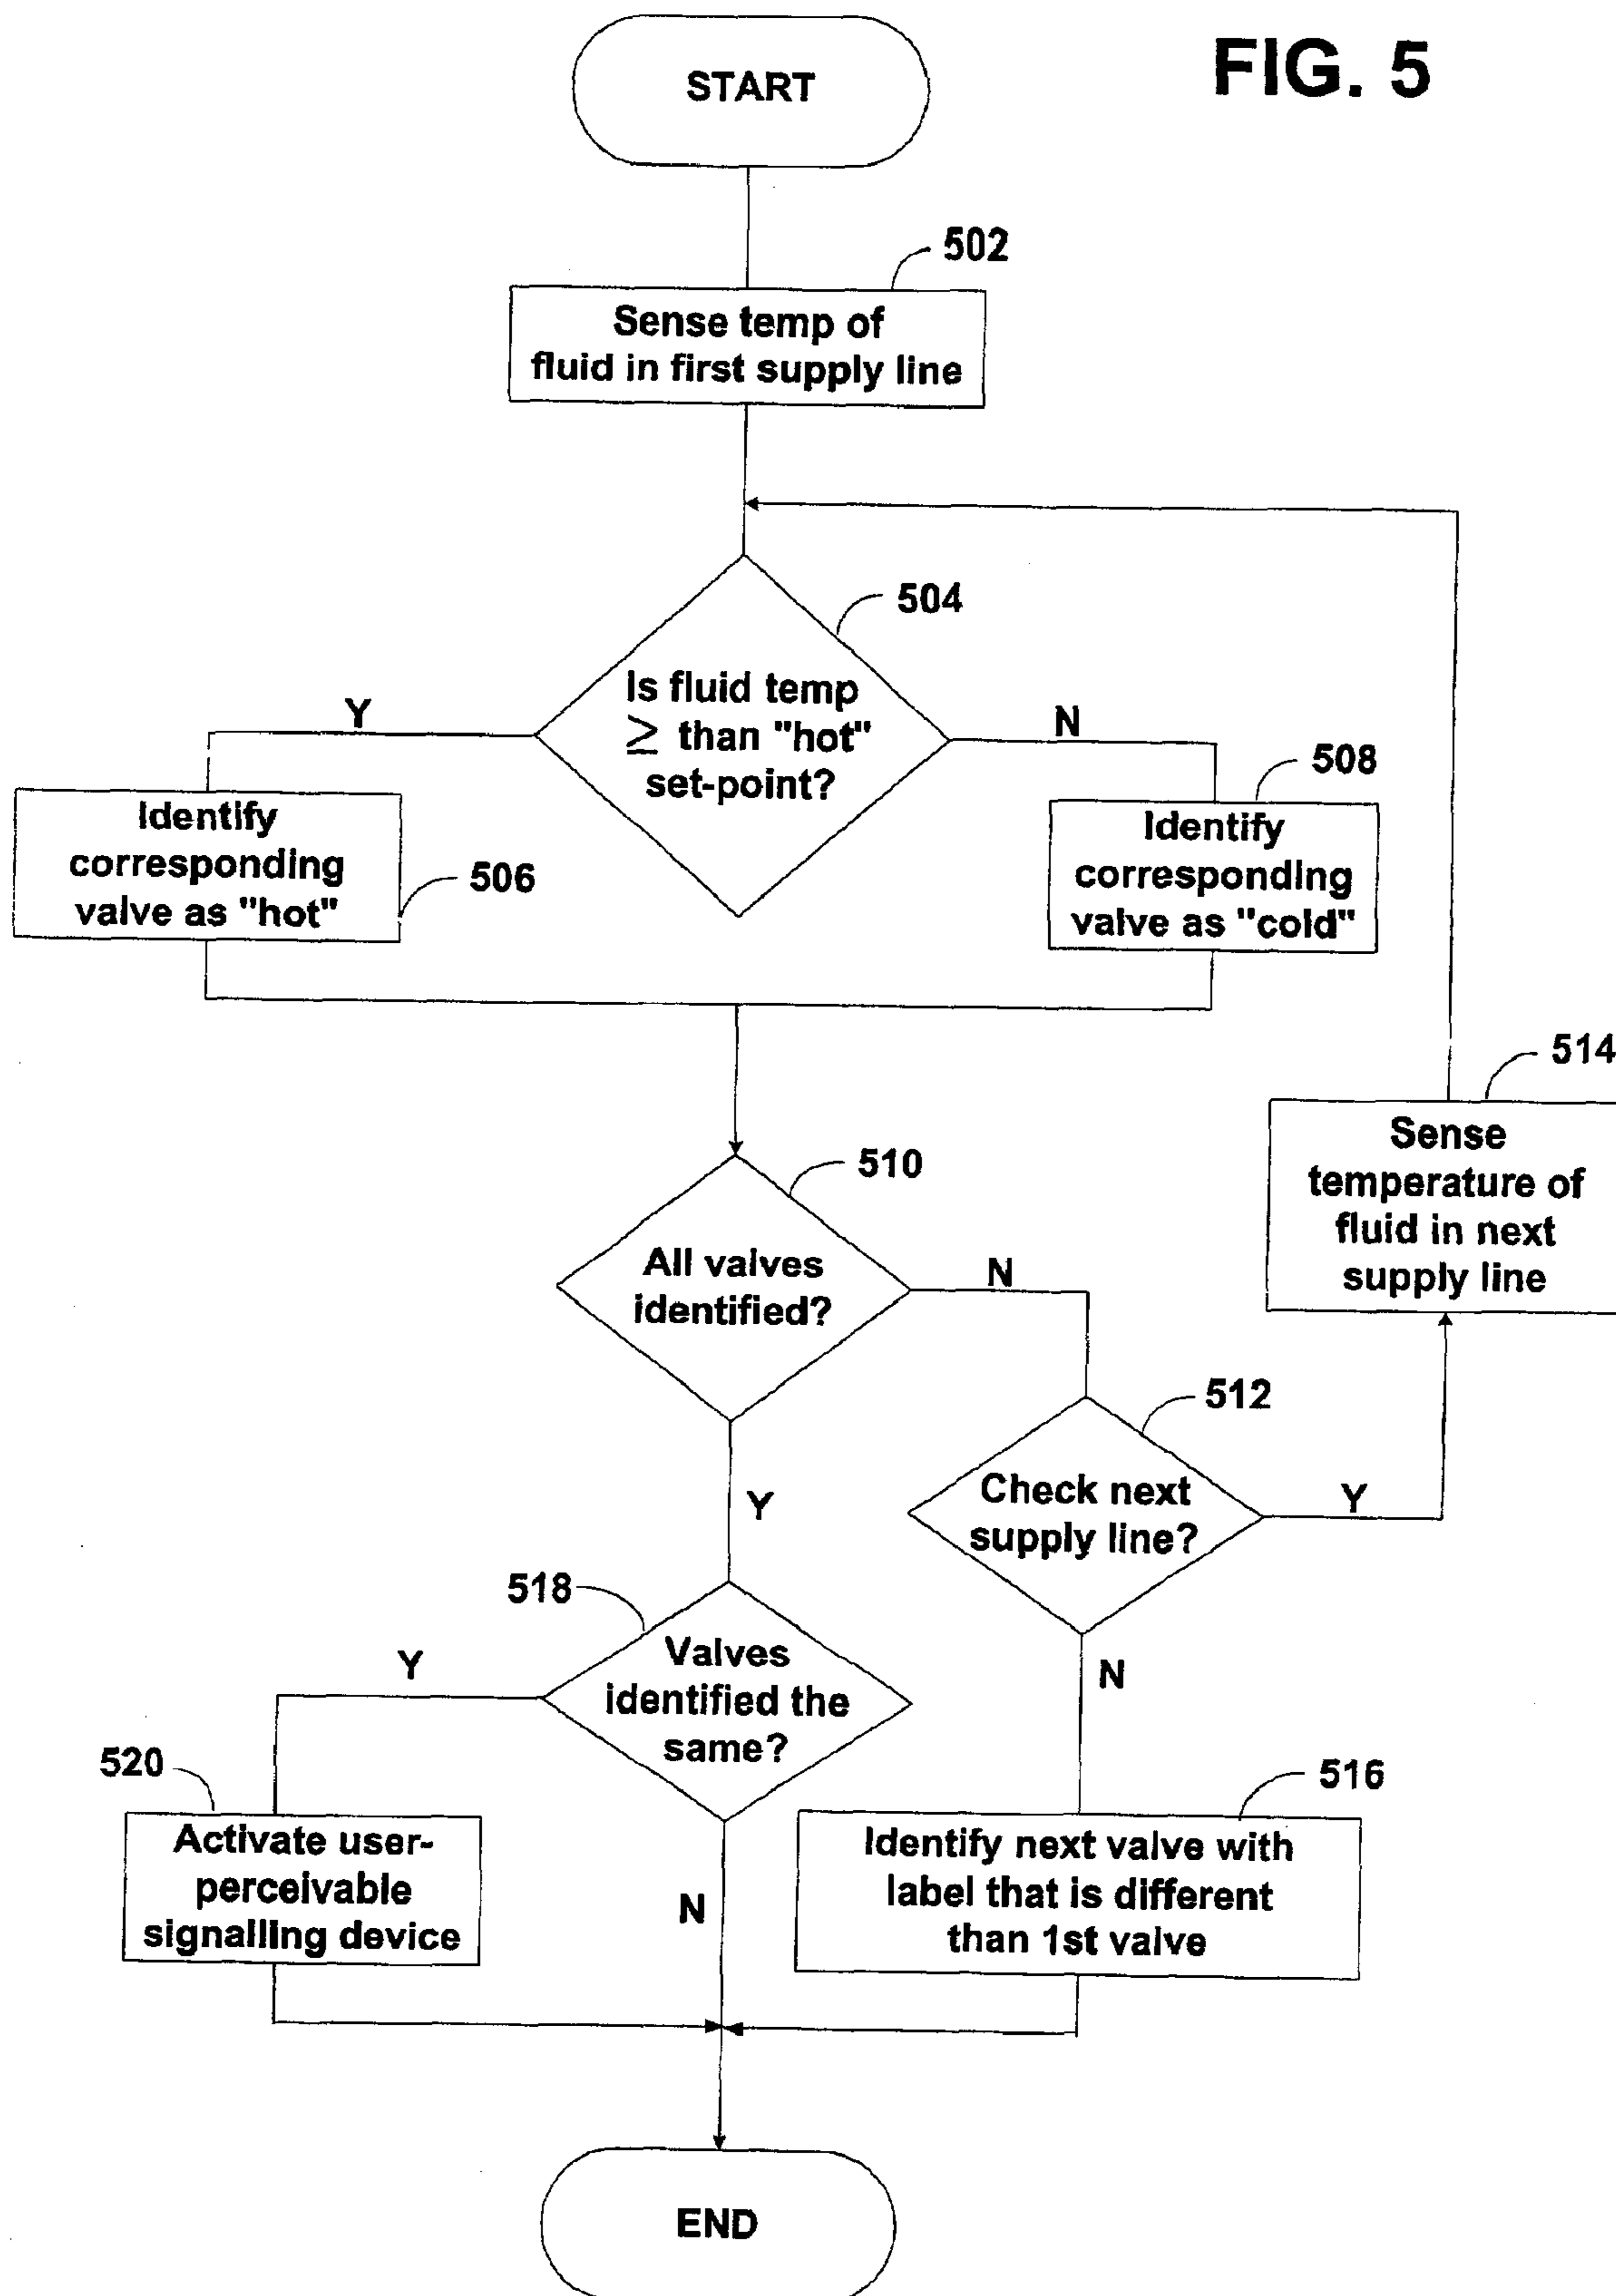 FIG. 5
START
502
Sense temp of
fluid in first supply line
504
Is fluid temp
≥ than "hot"
set-point?
Y
N
508
Identify
corresponding
valve as "hot"
506
Identify
corresponding
valve as "cold"
514
Sense
temperature of
fluid in next
supply line
510
All valves
identified?
N
512
Check next
supply line?
Y
Y
518
Valves
identified the
same?
Y
N
520
Activate user-
perceivable
signalling device
N
516
Identify next valve with
label that is different
than 1st valve
END